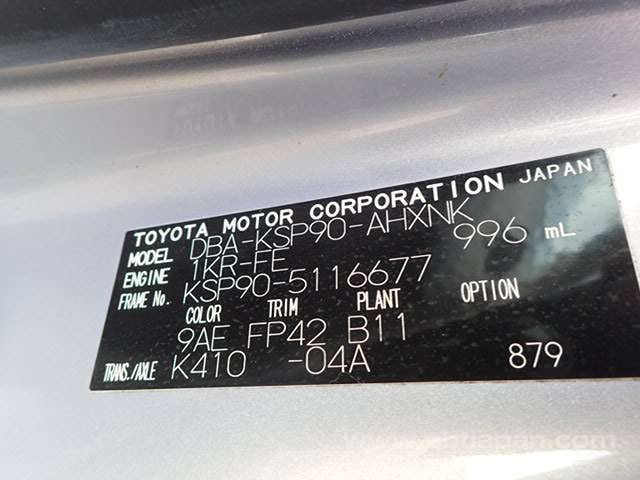 TOYOTA MOTOR CORPORATION JAPAN
MODEL DBA-KSP90-AHXNK
ENGINE 1KR-FE 996 mL
FRAME No. KSP90-5116677
COLOR TRIM PLANT OPTION
9AE FP42 B11
TRANS./AXLE K410 -04A 879